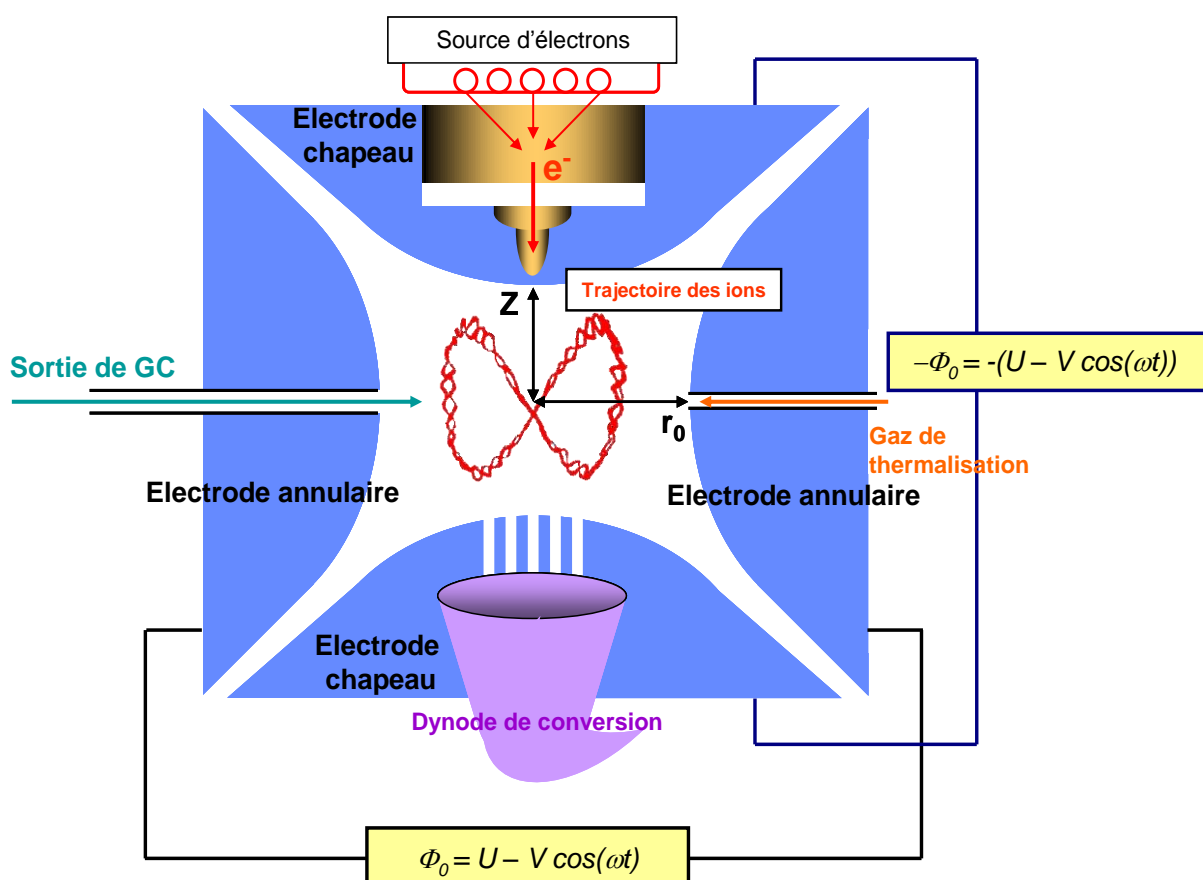 Source d'électrons
Electrode
chapeau
e-
Trajectoire des ions
Z
−Φ0 = -(U – V cos(ωt))
Sortie de GC
r0
Gaz de
thermalisation
Electrode annulaire
Electrode annulaire
Electrode
chapeau
Dynode de conversion
Φ0 = U – V cos(ωt)